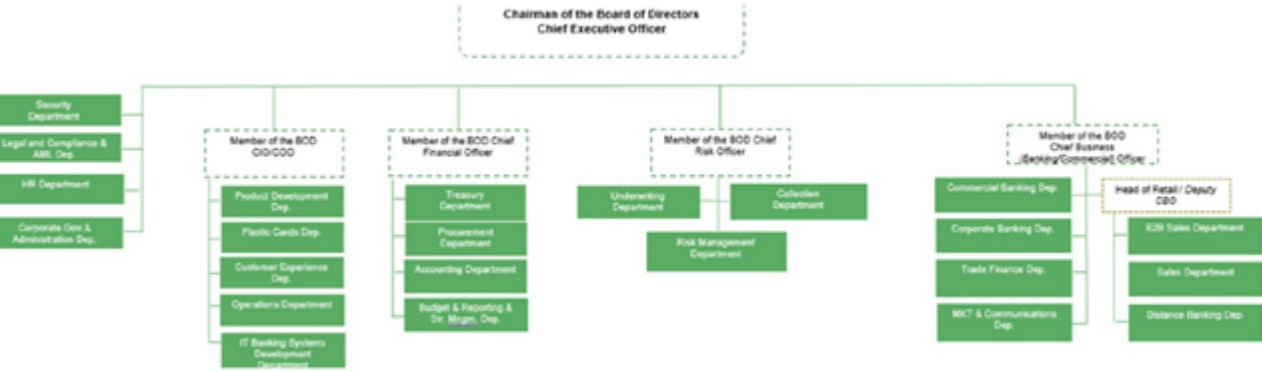 Chairman of the Board of Directors
Chief Executive Officer
Security
Department
Legal and Compliance &
AML Dep.
HR Department
Corporate Gov &
Administration Dep.
Member of the BOD
CIO/COO
Product Development
Dep.
Plastic Cards Dep.
Customer Experience
Dep.
Operations Department
IT Banking Systems
Development
Department
Member of the BOD Chief
Financial Officer
Treasury
Department
Procurement
Department
Accounting Department
Budget & Reporting &
Str. Mngm. Dep.
Member of the BOD Chief
Risk Officer
Underwriting
Department
Collection
Department
Risk Management
Department
Member of the BOD
Chief Business
(Banking/Commercial) Officer
Commercial Banking Dep.
Corporate Banking Dep.
Trade Finance Dep.
MKT & Communications
Dep.
Head of Retail / Deputy
CBO
B2B Sales Department
Sales Department
Distance Banking Dep